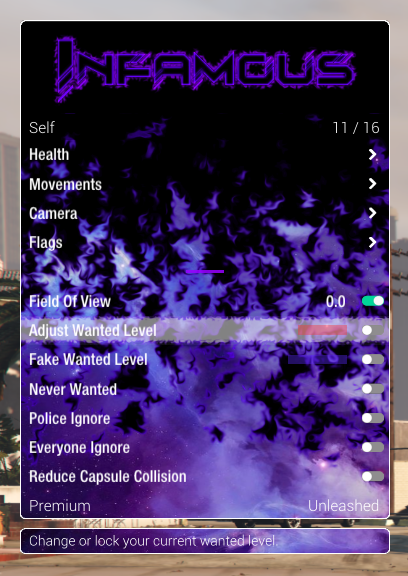 INFAMOUS
Self 11 / 16
Health
Movements
Camera
Flags
Field Of View 0.0
Adjust Wanted Level
Fake Wanted Level
Never Wanted
Police Ignore
Everyone Ignore
Reduce Capsule Collision
Premium Unleashed
Change or lock your current wanted level.